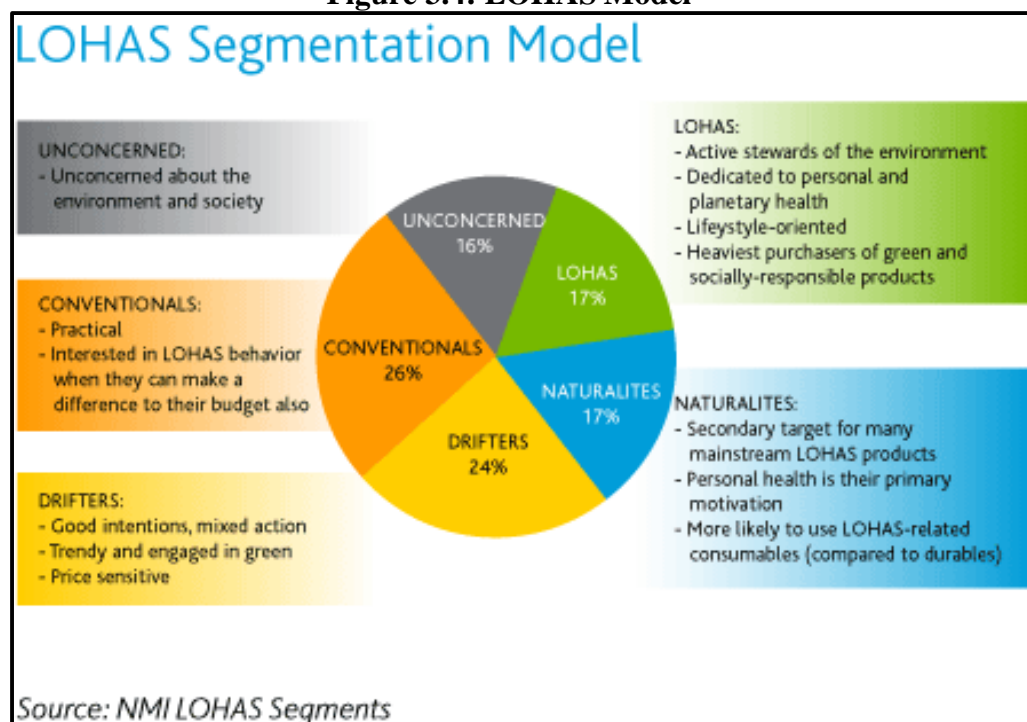 Figure 3.4: LOHAS Model
LOHAS Segmentation Model
UNCONCERNED:
- Unconcerned about the
environment and society
CONVENTIONALS:
- Practical
- Interested in LOHAS behavior
when they can make a
difference to their budget also
DRIFTERS:
- Good intentions, mixed action
- Trendy and engaged in green
- Price sensitive
UNCONCERNED
16%
LOHAS
17%
CONVENTIONALS
26%
NATURALITES
17%
DRIFTERS
24%
LOHAS:
- Active stewards of the environment
- Dedicated to personal and
planetary health
- Lifeystyle-oriented
- Heaviest purchasers of green and
socially-responsible products
NATURALITES:
- Secondary target for many
mainstream LOHAS products
- Personal health is their primary
motivation
- More likely to use LOHAS-related
consumables (compared to durables)
Source: NMI LOHAS Segments